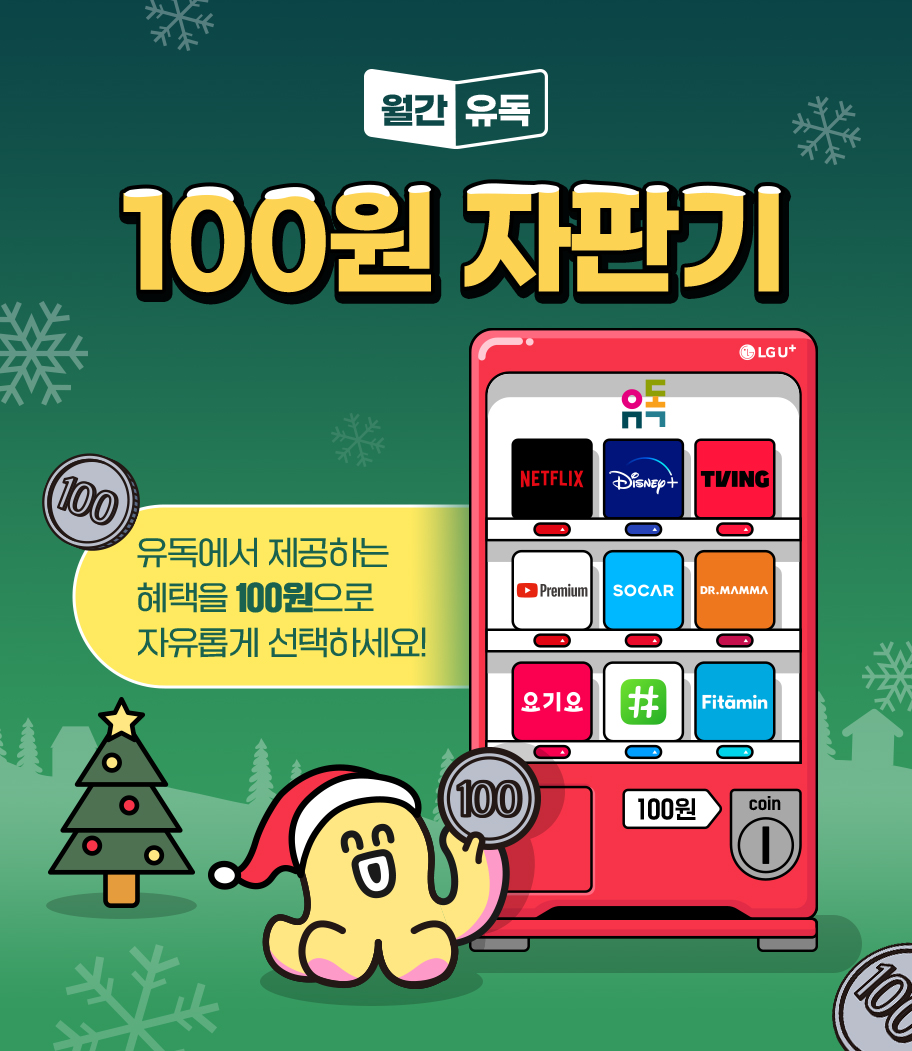 월간 유독
100원 자판기
LG U+
유독
NETFLIX Disney+ TVING
100
유독에서 제공하는
혜택을 100원으로
자유롭게 선택하세요!
Premium SOCAR DR.MAMMA
요기요 # Fitāmin
100
100원
coin
100